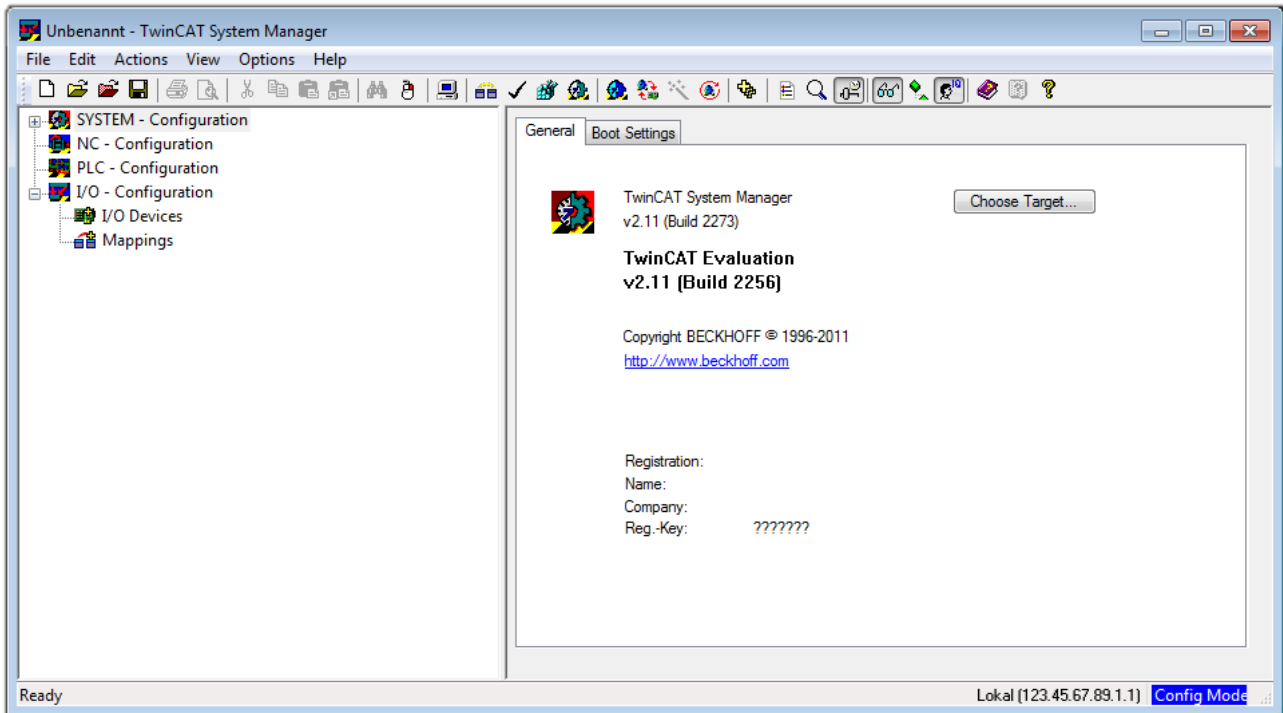 Unbenannt - TwinCAT System Manager
File Edit Actions View Options Help
SYSTEM - Configuration
NC - Configuration
PLC - Configuration
I/O - Configuration
I/O Devices
Mappings
General Boot Settings
TwinCAT System Manager
v2.11 (Build 2273)
Choose Target...
TwinCAT Evaluation
v2.11 (Build 2256)
Copyright BECKHOFF © 1996-2011
http://www.beckhoff.com
Registration:
Name:
Company:
Reg.-Key: ???????
Ready Lokal (123.45.67.89.1.1) Config Mode